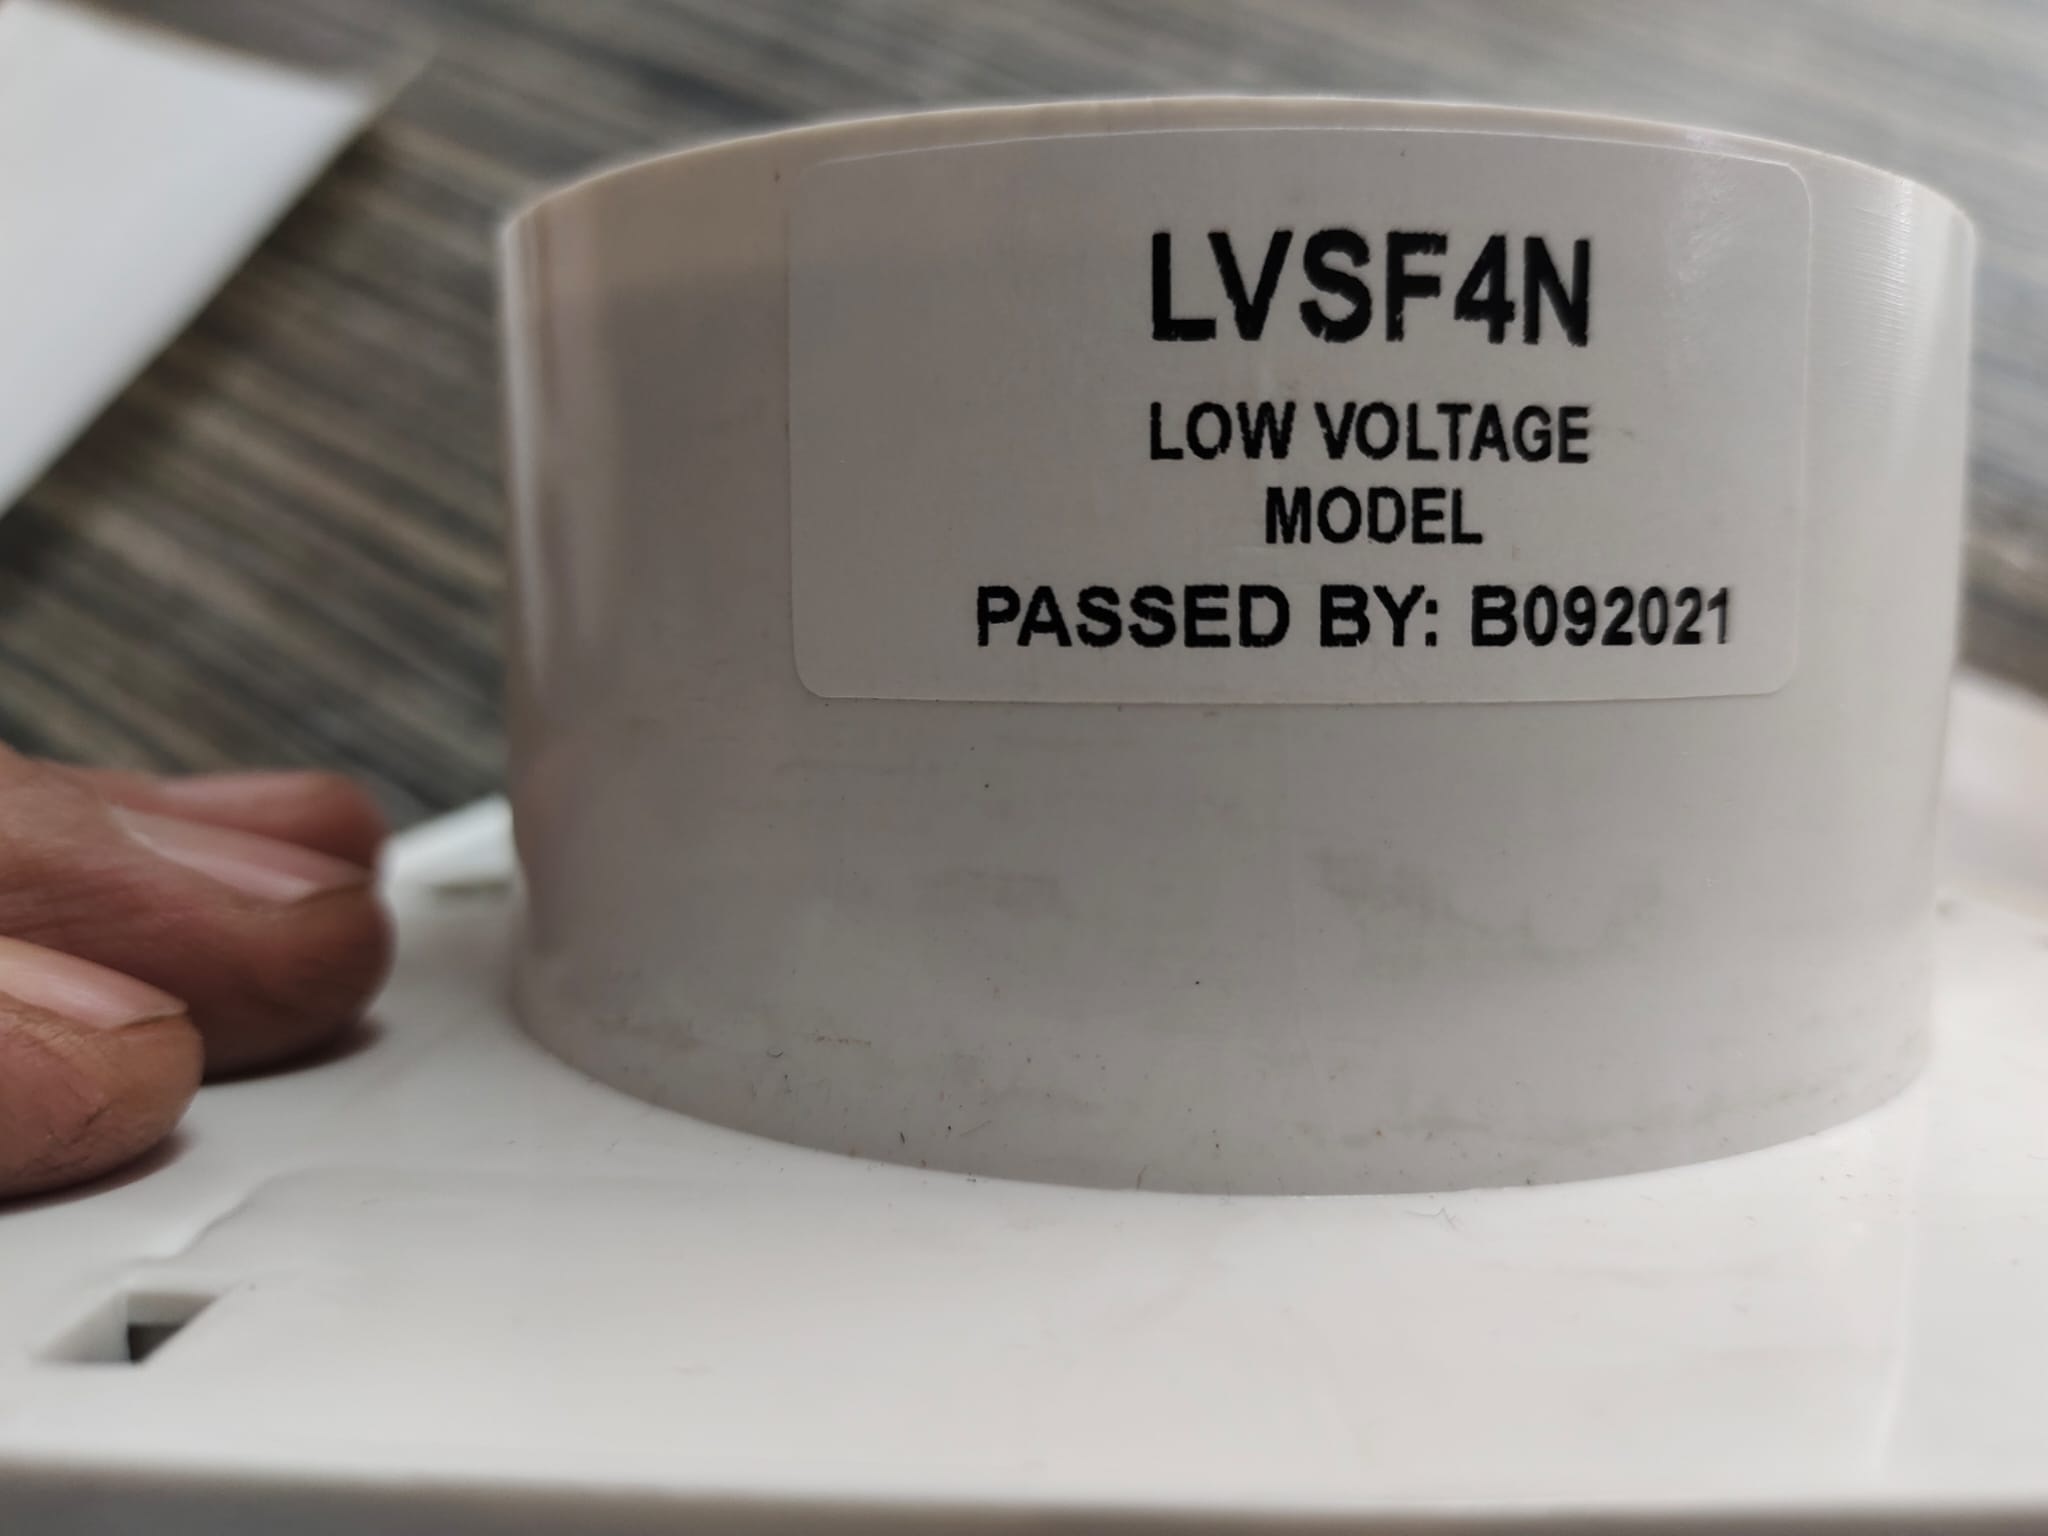 LVSF4N
LOW VOLTAGE
MODEL
PASSED BY: B092021